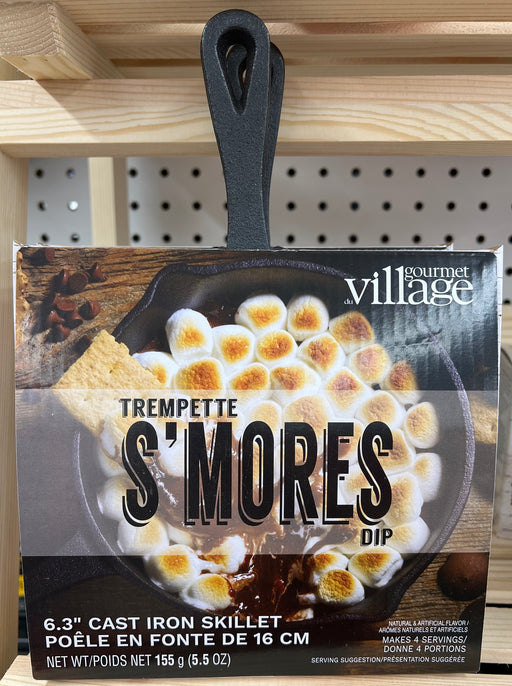 gourmet
du village
TREMPETTE
S'MORES
DIP
6.3" CAST IRON SKILLET
POÊLE EN FONTE DE 16 CM
NET WT/POIDS NET 155 g (5.5 OZ)
NATURAL & ARTIFICIAL FLAVOR /
ARÔMES NATURELS ET ARTIFICIELS
MAKES 4 SERVINGS/
DONNE 4 PORTIONS
SERVING SUGGESTION/PRÉSENTATION SUGGÉRÉE